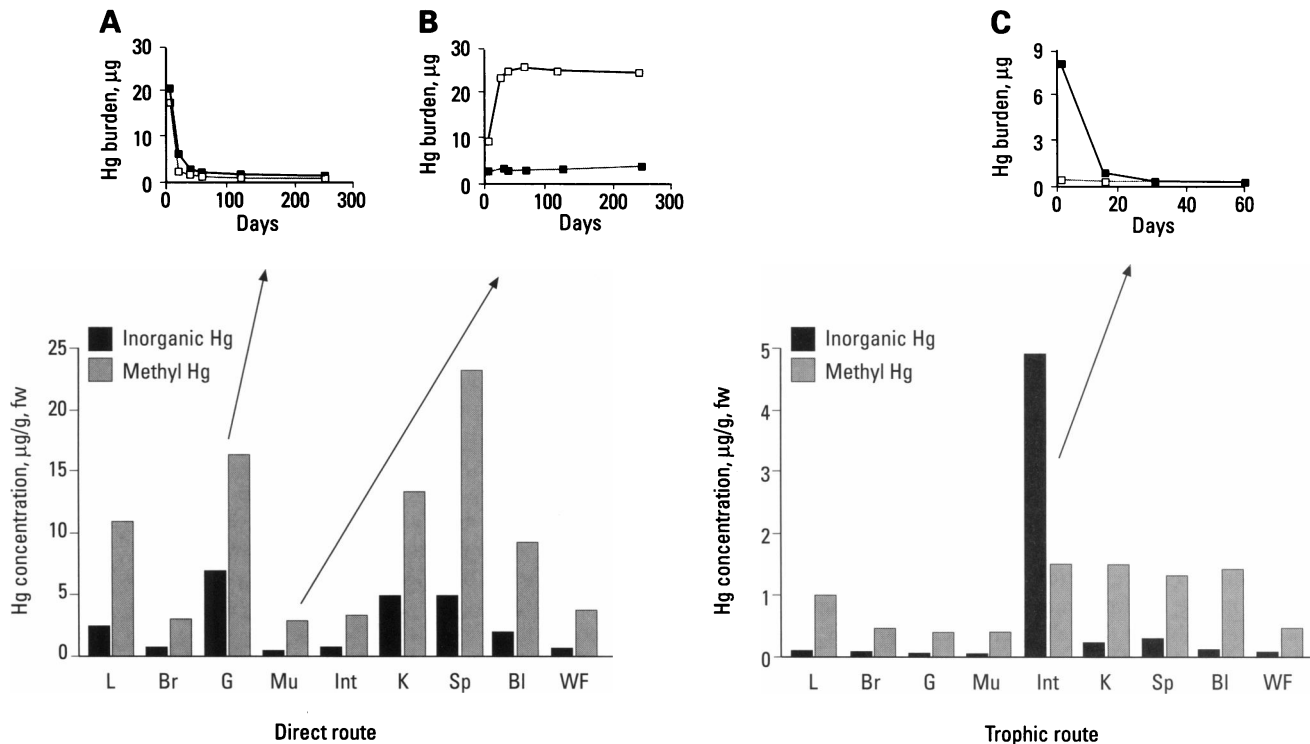 A
Hg burden, µg
30
20
10
0
0 100 200 300
Days
B
Hg burden, µg
30
20
10
0
0 100 200 300
Days
C
Hg burden, µg
9
6
3
0
0 20 40 60
Days
Inorganic Hg
Methyl Hg
Hg concentration, µg/g, fw
25
20
15
10
5
0
L Br G Mu Int K Sp Bl WF
Direct route
Inorganic Hg
Methyl Hg
Hg concentration, µg/g, fw
5
4
3
2
1
0
L Br G Mu Int K Sp Bl WF
Trophic route